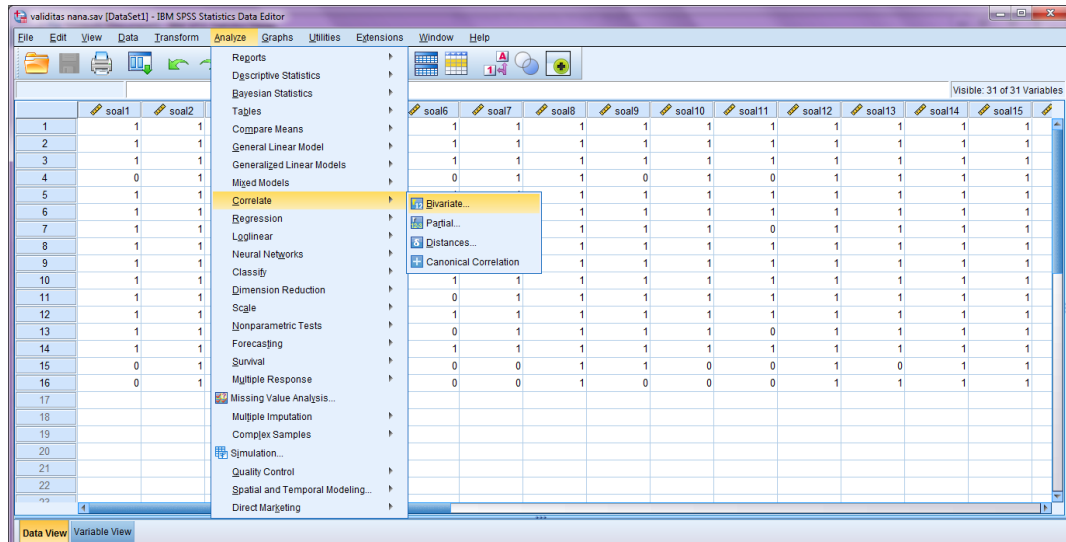 validitas nana.sav [DataSet1] - IBM SPSS Statistics Data Editor
File Edit View Data Transform Analyze Graphs Utilities Extensions Window Help
Visible: 31 of 31 Variables
Reports
Descriptive Statistics
Bayesian Statistics
Tables
Compare Means
General Linear Model
Generalized Linear Models
Mixed Models
Correlate
Regression
Loglinear
Neural Networks
Classify
Dimension Reduction
Scale
Nonparametric Tests
Forecasting
Survival
Multiple Response
Missing Value Analysis...
Multiple Imputation
Complex Samples
Simulation...
Quality Control
Spatial and Temporal Modeling...
Direct Marketing
Bivariate...
Partial...
Distances...
Canonical Correlation
soal1 soal2 soal6 soal7 soal8 soal9 soal10 soal11 soal12 soal13 soal14 soal15
1 1 1 1 1 1 1 1 1 1 1 1 1
2 1 1 1 1 1 1 1 1 1 1 1 1
3 1 1 1 1 1 1 1 1 1 1 1 1
4 0 1 0 1 1 0 1 0 1 1 1 1
5 1 1 1 1 1 1 1 1 1 1
6 1 1 1 1 1 1 1 1 1
7 1 1 1 1 0 1 1 1 1
8 1 1 1 1 1 1 1 1 1
9 1 1 1 1 1 1 1 1 1
10 1 1 1 1 1 1 1 1 1 1 1 1
11 1 1 0 1 1 1 1 1 1 1 1 1
12 1 1 1 1 1 1 1 1 1 1 1 1
13 1 1 0 1 1 1 1 0 1 1 1 1
14 1 1 1 1 1 1 1 1 1 1 1 1
15 0 1 0 0 1 1 0 0 1 0 1 1
16 0 1 0 0 1 0 0 0 1 1 1 1
17
18
19
20
21
22
Data View Variable View